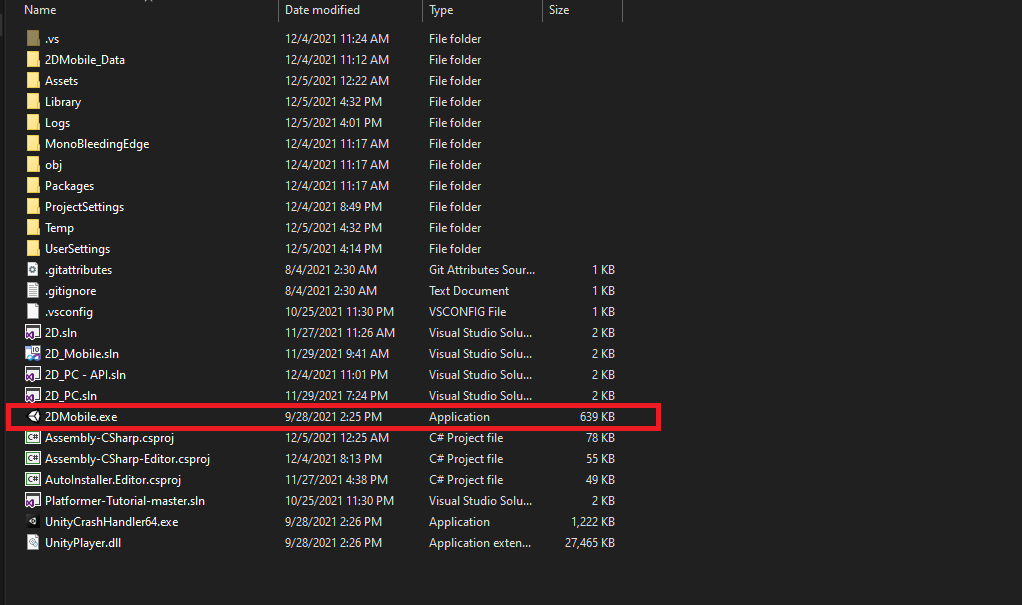 Name Date modified Type Size
.vs 12/4/2021 11:24 AM File folder
2DMobile_Data 12/4/2021 11:12 AM File folder
Assets 12/5/2021 12:22 AM File folder
Library 12/5/2021 4:32 PM File folder
Logs 12/5/2021 4:01 PM File folder
MonoBleedingEdge 12/4/2021 11:17 AM File folder
obj 12/4/2021 11:17 AM File folder
Packages 12/4/2021 11:17 AM File folder
ProjectSettings 12/4/2021 8:49 PM File folder
Temp 12/5/2021 4:32 PM File folder
UserSettings 12/5/2021 4:14 PM File folder
.gitattributes 8/4/2021 2:30 AM Git Attributes Sour... 1 KB
.gitignore 8/4/2021 2:30 AM Text Document 1 KB
.vsconfig 10/25/2021 11:30 PM VSCONFIG File 1 KB
2D.sln 11/27/2021 11:26 AM Visual Studio Solu... 2 KB
2D_Mobile.sln 11/29/2021 9:41 AM Visual Studio Solu... 2 KB
2D_PC - API.sln 12/4/2021 11:01 PM Visual Studio Solu... 2 KB
2D_PC.sln 11/29/2021 7:24 PM Visual Studio Solu... 2 KB
2DMobile.exe 9/28/2021 2:25 PM Application 639 KB
Assembly-CSharp.csproj 12/5/2021 12:25 AM C# Project file 78 KB
Assembly-CSharp-Editor.csproj 12/4/2021 8:13 PM C# Project file 55 KB
AutoInstaller.Editor.csproj 11/27/2021 4:38 PM C# Project file 49 KB
Platformer-Tutorial-master.sln 10/25/2021 11:30 PM Visual Studio Solu... 2 KB
UnityCrashHandler64.exe 9/28/2021 2:26 PM Application 1,222 KB
UnityPlayer.dll 9/28/2021 2:26 PM Application exten... 27,465 KB